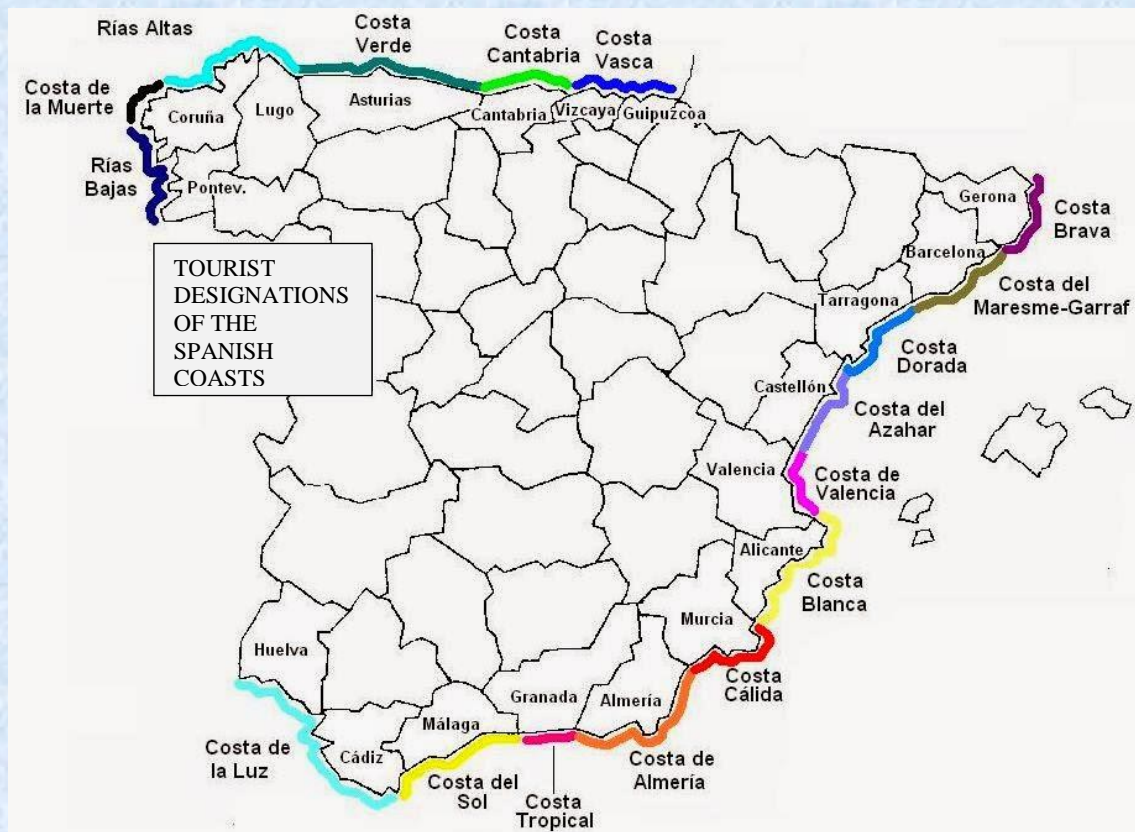 Rías Altas
Costa
Verde
Costa
Cantabria
Costa
Vasca
Costa de
la Muerte
Coruña
Lugo
Asturias
Cantabria
Vizcaya
Guipuzcoa
Rías
Bajas
Pontev.
Gerona
Costa
Brava
Barcelona
TOURIST
DESIGNATIONS
OF THE
SPANISH
COASTS
Costa del
Maresme-Garraf
Tarragona
Costa
Dorada
Castellón
Costa del
Azahar
Valencia
Costa de
Valencia
Alicante
Costa
Blanca
Murcia
Huelva
Costa
Cálida
Granada
Almería
Málaga
Costa de
la Luz
Cádiz
Costa del
Sol
Costa
Tropical
Costa de
Almería